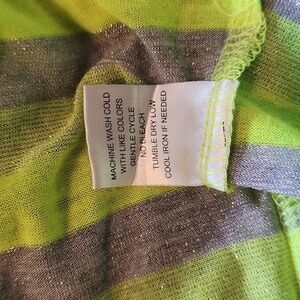 MACHINE WASH COLD
WITH LIKE COLORS
GENTLE CYCLE
NO BLEACH
TUMBLE DRY LOW
COOL IRON IF NEEDED